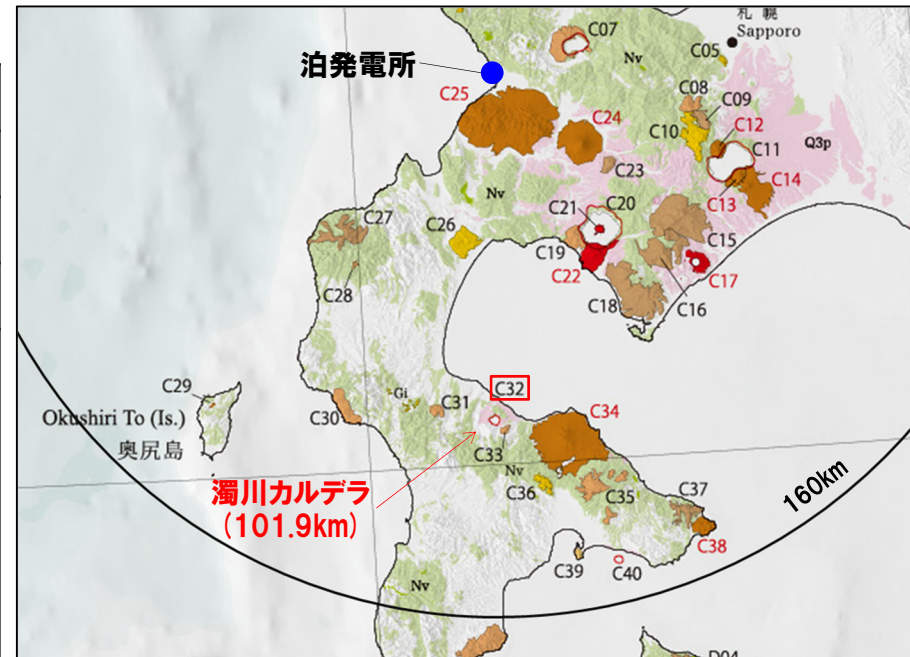 札 幌
Sapporo
C07
Nv
C05
泊発電所
C25
C24
C08
C09
C10
C12
C11
Q3p
C23
C14
C13
Nv
C21
C20
C27
C26
C19
C15
C22
C17
C28
C18
C16
C29
C32
Gi
C31
C34
Okushiri To (Is.)
C30
奥尻島
C33
Nv
160km
濁川カルデラ
(101.9km)
C36
C35
C37
C38
C39
C40
Nv
D04